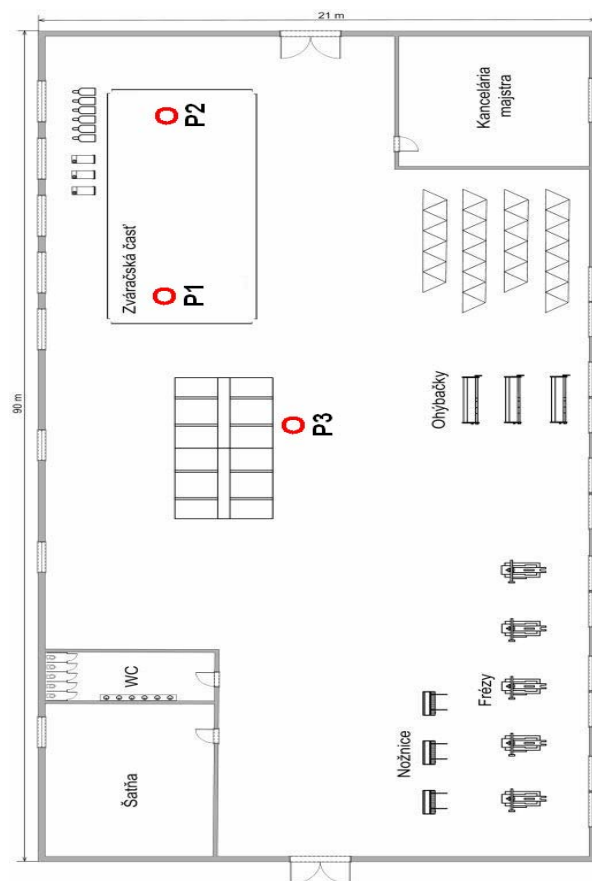 21 m
90 m
Kancelária
majstra
P2
Zváračská časť
P1
P3
Ohýbačky
WC
Šatňa
Nožnice
Frézy